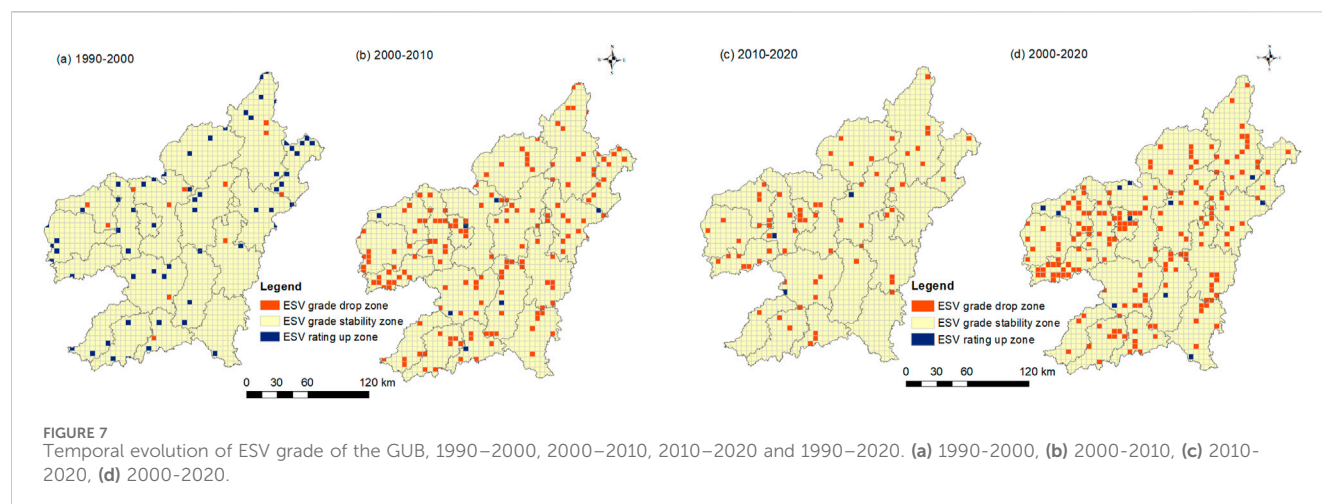 (a) 1990-2000
(b) 2000-2010
(c) 2010-2020
(d) 2000-2020
N
W
E
S
N
W
E
S
Legend
ESV grade drop zone
ESV grade stability zone
ESV rating up zone
0 30 60 120 km
Legend
ESV grade drop zone
ESV grade stability zone
ESV rating up zone
0 30 60 120 km
FIGURE 7
Temporal evolution of ESV grade of the GUB, 1990–2000, 2000–2010, 2010–2020 and 1990–2020. (a) 1990-2000, (b) 2000-2010, (c) 2010-
2020, (d) 2000-2020.